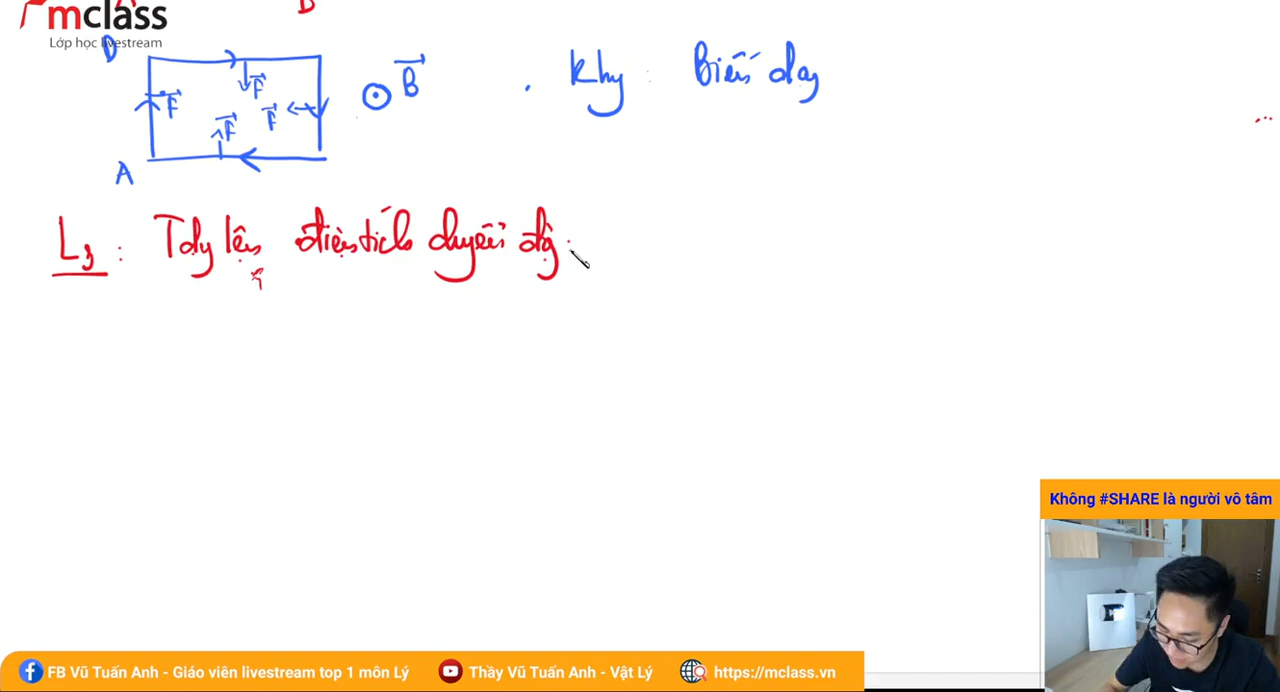 mclass
Lớp học livestream
D
B
F
F
F
F
B
A
Khung: Biến dạng
L3: T dụng lên điện tích chuyển động:
q
Không #SHARE là người vô tâm
FB Vũ Tuấn Anh - Giáo viên livestream top 1 môn Lý
Thầy Vũ Tuấn Anh - Vật Lý
https://mclass.vn